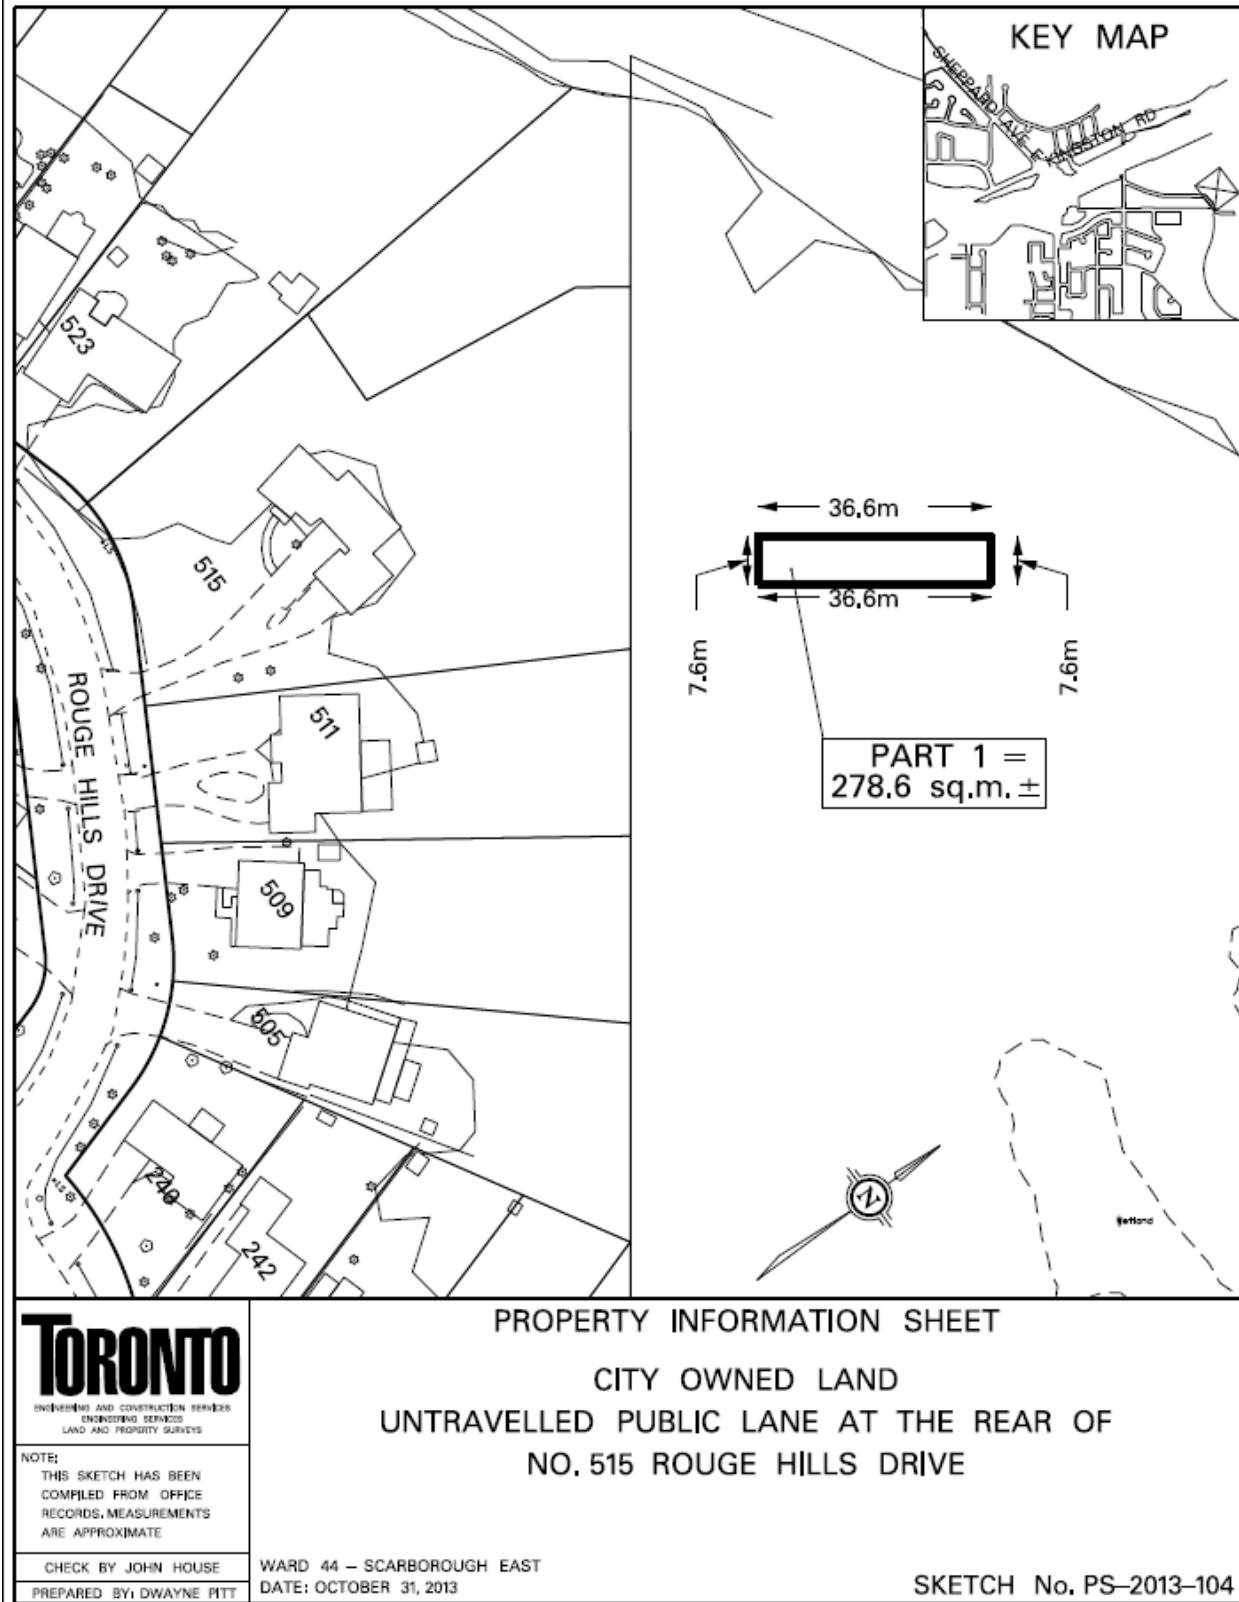 KEY MAP
SHEPPARD AVE E
KINGSTON RD
523
515
511
509
505
240
242
ROUGE HILLS DRIVE
36.6m
36.6m
7.6m
7.6m
PART 1 =
278.6 sq.m. ±
N
TORONTO
ENGINEERING AND CONSTRUCTION SERVICES
ENGINEERING SERVICES
LAND AND PROPERTY SURVEYS
NOTE:
THIS SKETCH HAS BEEN
COMPILED FROM OFFICE
RECORDS. MEASUREMENTS
ARE APPROXIMATE
CHECK BY JOHN HOUSE
PREPARED BY: DWAYNE PITT
PROPERTY INFORMATION SHEET
CITY OWNED LAND
UNTRAVELLED PUBLIC LANE AT THE REAR OF
NO. 515 ROUGE HILLS DRIVE
WARD 44 – SCARBOROUGH EAST
DATE: OCTOBER 31, 2013
SKETCH No. PS–2013–104